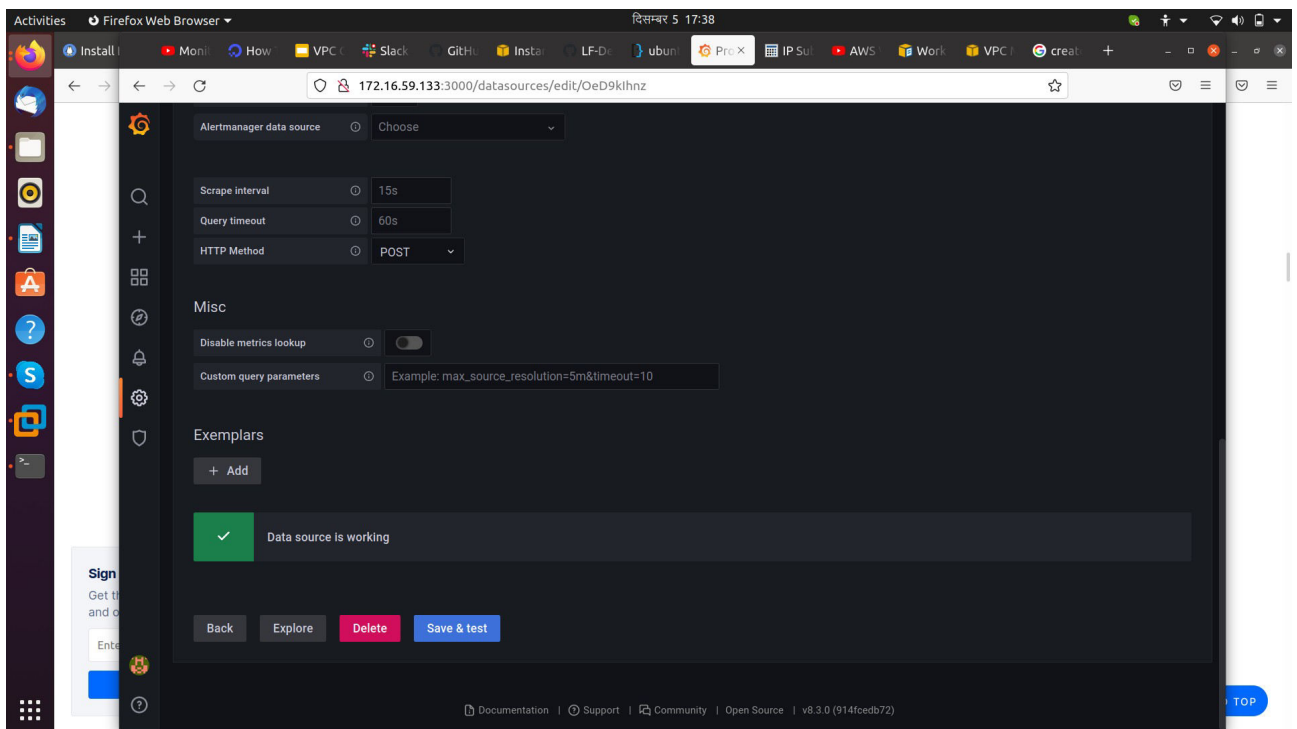 Activities Firefox Web Browser दिसम्बर 5 17:38
Install Moni How VPC Slack GitHu Instal LF-De ubun Pro IP Su AWS Work VPC creat
172.16.59.133:3000/datasources/edit/OeD9kIhnz
Alertmanager data source Choose
Scrape interval 15s
Query timeout 60s
HTTP Method POST
Misc
Disable metrics lookup
Custom query parameters Example: max_source_resolution=5m&timeout=10
Exemplars
+ Add
Data source is working
Sign
Get th
and o
Ente
Back Explore Delete Save & test
TOP
Documentation | Support | Community | Open Source | v8.3.0 (914fcedb72)